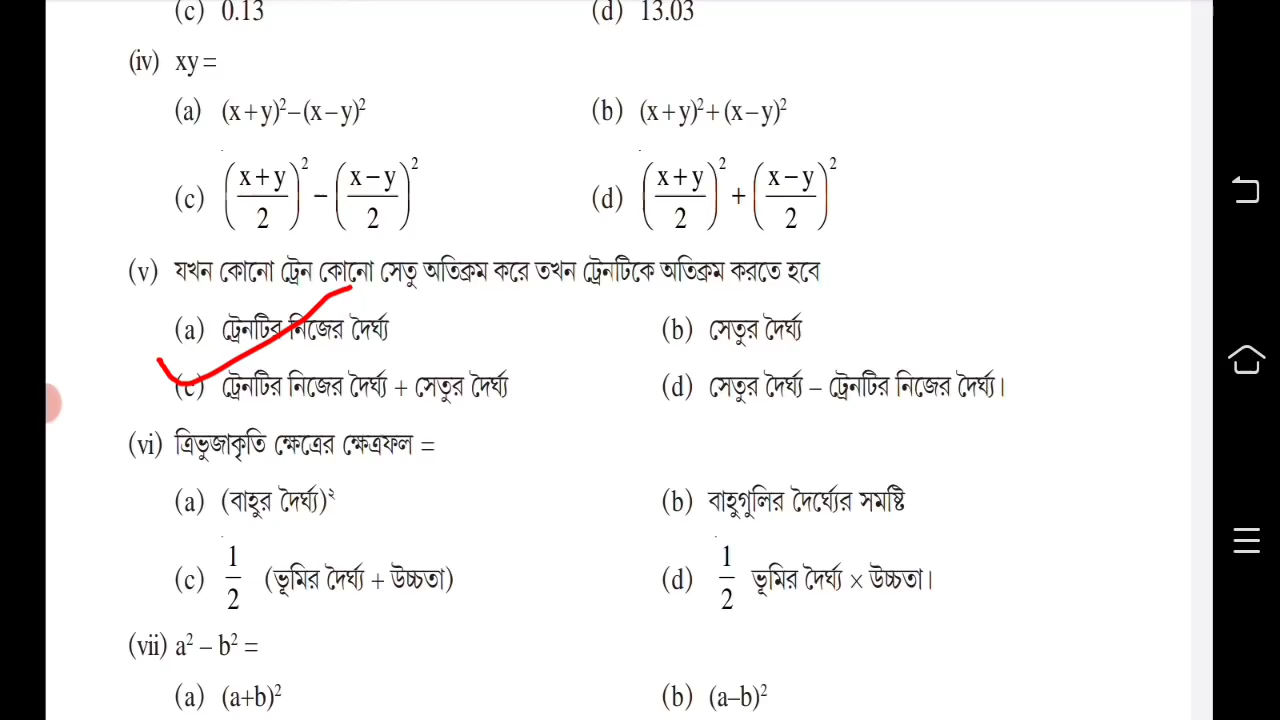 (c) 0.13 (d) 13.03
(iv) xy =
(a) (x+y)²–(x–y)² (b) (x+y)²+(x–y)²
(c) ((x+y)/2)² – ((x–y)/2)² (d) ((x+y)/2)² + ((x–y)/2)²
(v) যখন কোনো ট্রেন কোনো সেতু অতিক্রম করে তখন ট্রেনটিকে অতিক্রম করতে হবে
(a) ট্রেনটির নিজের দৈর্ঘ্য (b) সেতুর দৈর্ঘ্য
(c) ট্রেনটির নিজের দৈর্ঘ্য + সেতুর দৈর্ঘ্য (d) সেতুর দৈর্ঘ্য – ট্রেনটির নিজের দৈর্ঘ্য।
(vi) ত্রিভুজাকৃতি ক্ষেত্রের ক্ষেত্রফল =
(a) (বাহুর দৈর্ঘ্য)² (b) বাহুগুলির দৈর্ঘ্যের সমষ্টি
(c) 1/2 (ভূমির দৈর্ঘ্য + উচ্চতা) (d) 1/2 ভূমির দৈর্ঘ্য × উচ্চতা।
(vii) a² – b² =
(a) (a+b)² (b) (a–b)²